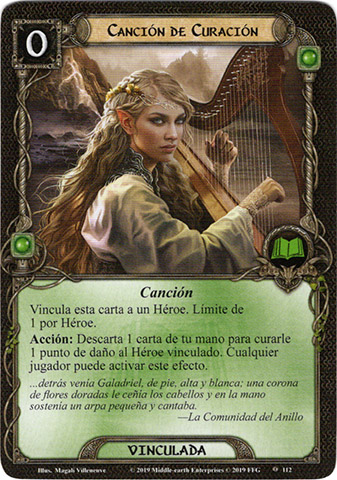 0
Canción de Curación
Canción
Vincula esta carta a un Héroe. Límite de
1 por Héroe.
Acción: Descarta 1 carta de tu mano para curarle
1 punto de daño al Héroe vinculado. Cualquier
jugador puede activar este efecto.
...detrás venía Galadriel, de pie, alta y blanca; una corona
de flores doradas le ceñía los cabellos y en la mano
sostenía un arpa pequeña y cantaba.
—La Comunidad del Anillo
VINCULADA
Illus. Magali Villeneuve © 2019 Middle-earth Enterprises © 2019 FFG 112